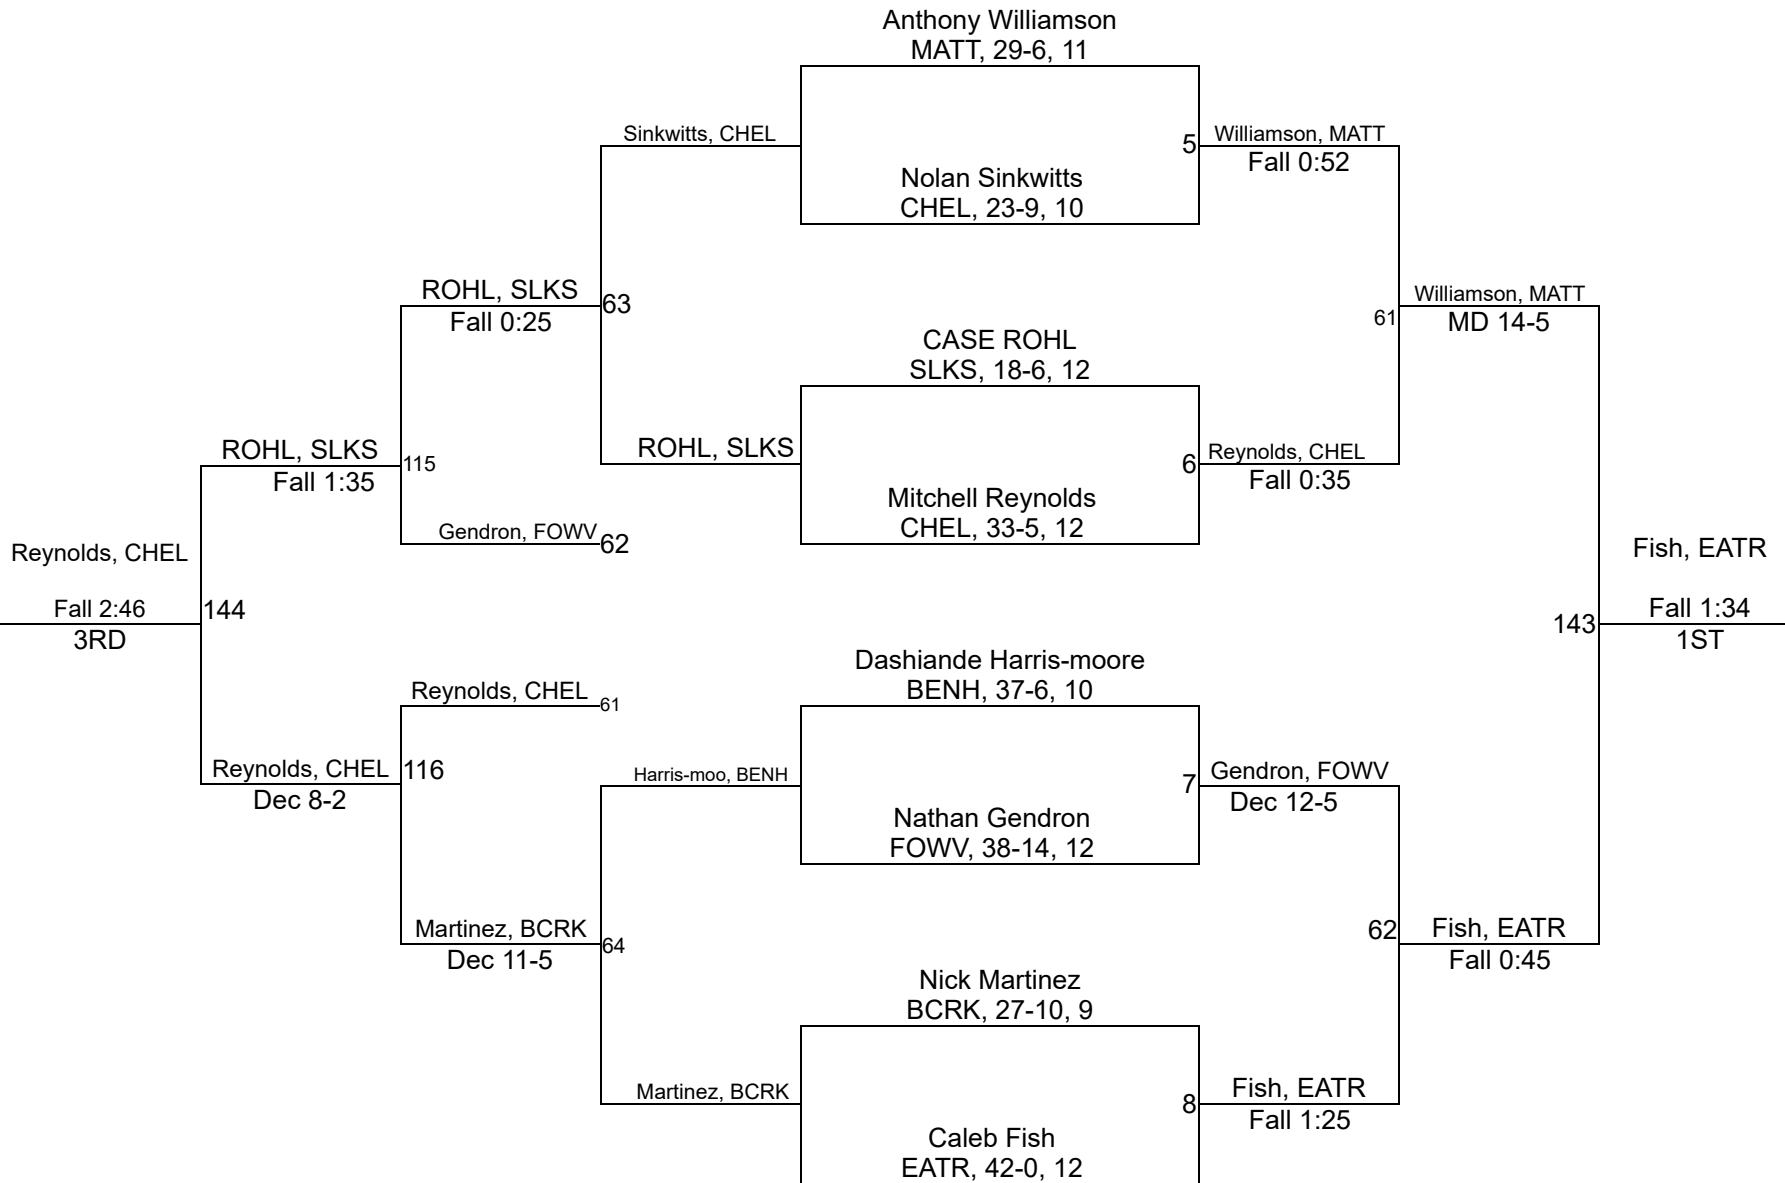 Anthony Williamson
MATT, 29-6, 11
Sinkwitts, CHEL
5
Williamson, MATT
Fall 0:52
Nolan Sinkwitts
CHEL, 23-9, 10
ROHL, SLKS
Fall 0:25
63
Williamson, MATT
MD 14-5
61
CASE ROHL
SLKS, 18-6, 12
ROHL, SLKS
Fall 1:35
115
ROHL, SLKS
6
Reynolds, CHEL
Fall 0:35
Mitchell Reynolds
CHEL, 33-5, 12
Gendron, FOWV
62
Reynolds, CHEL
Fall 2:46
3RD
144
Fish, EATR
Fall 1:34
1ST
143
Dashiande Harris-moore
BENH, 37-6, 10
Reynolds, CHEL
61
Reynolds, CHEL
Dec 8-2
116
Harris-moo, BENH
7
Gendron, FOWV
Dec 12-5
Nathan Gendron
FOWV, 38-14, 12
Martinez, BCRK
Dec 11-5
64
62
Fish, EATR
Fall 0:45
Nick Martinez
BCRK, 27-10, 9
Martinez, BCRK
8
Fish, EATR
Fall 1:25
Caleb Fish
EATR, 42-0, 12